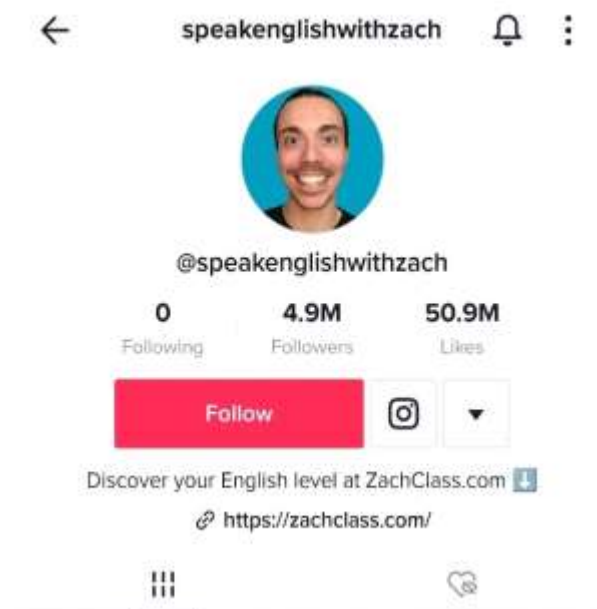 speakenglishwithzach
@speakenglishwithzach
0 4.9M 50.9M
Following Followers Likes
Follow
Discover your English level at ZachClass.com ⬇️
https://zachclass.com/